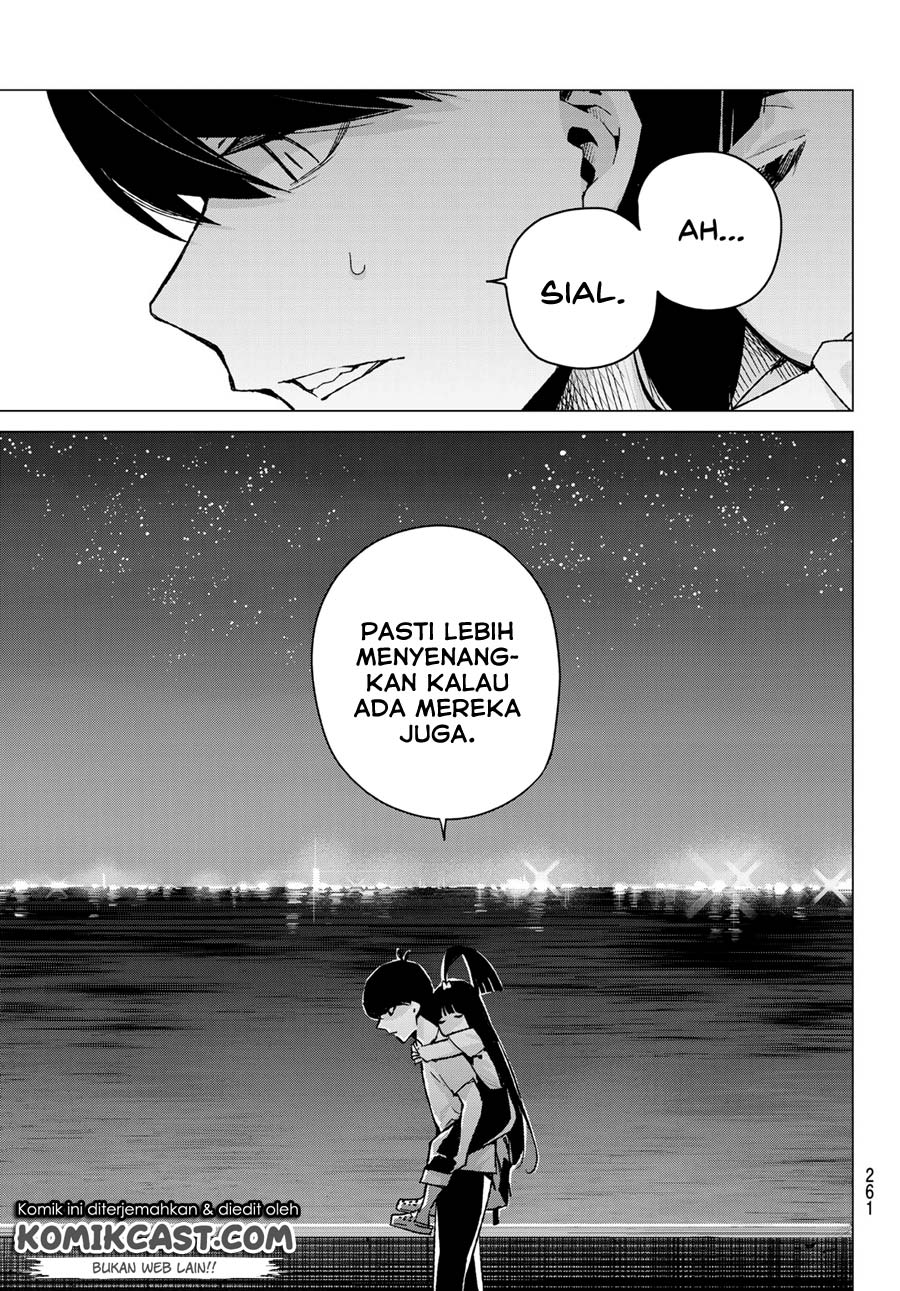 AH...
SIAL.
PASTI LEBIH
MENYENANG-
KAN KALAU
ADA MEREKA
JUGA.
261
Komik ini diterjemahkan & diedit oleh
KOMIKCAST.COM
BUKAN WEB LAIN!!